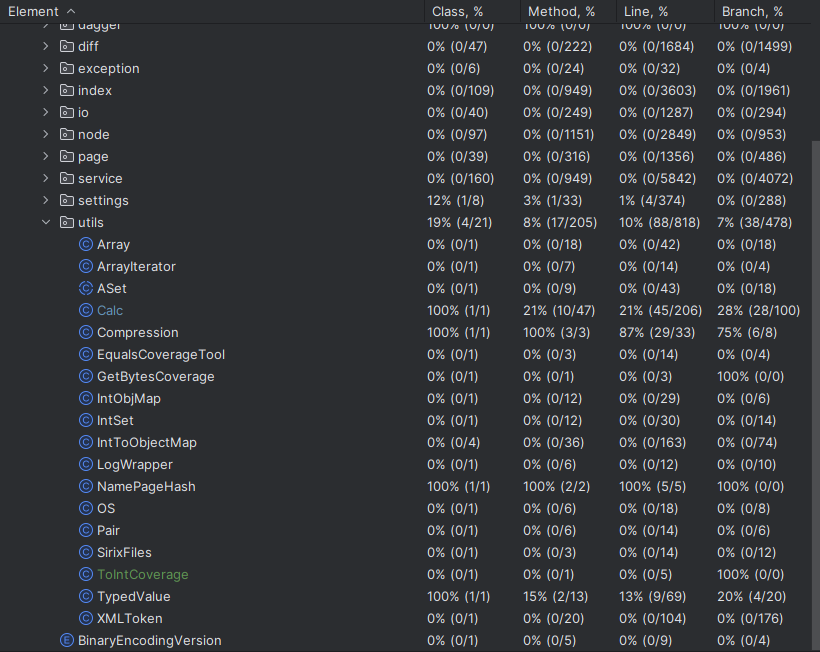 Element Class, % Method, % Line, % Branch, %
dagger 100% (0/0) 100% (0/0) 100% (0/0) 100% (0/0)
diff 0% (0/47) 0% (0/222) 0% (0/1684) 0% (0/1499)
exception 0% (0/6) 0% (0/24) 0% (0/32) 0% (0/4)
index 0% (0/109) 0% (0/949) 0% (0/3603) 0% (0/1961)
io 0% (0/40) 0% (0/249) 0% (0/1287) 0% (0/294)
node 0% (0/97) 0% (0/1151) 0% (0/2849) 0% (0/953)
page 0% (0/39) 0% (0/316) 0% (0/1356) 0% (0/486)
service 0% (0/160) 0% (0/949) 0% (0/5842) 0% (0/4072)
settings 12% (1/8) 3% (1/33) 1% (4/374) 0% (0/288)
utils 19% (4/21) 8% (17/205) 10% (88/818) 7% (38/478)
Array 0% (0/1) 0% (0/18) 0% (0/42) 0% (0/18)
ArrayIterator 0% (0/1) 0% (0/7) 0% (0/14) 0% (0/4)
ASet 0% (0/1) 0% (0/9) 0% (0/43) 0% (0/18)
Calc 100% (1/1) 21% (10/47) 21% (45/206) 28% (28/100)
Compression 100% (1/1) 100% (3/3) 87% (29/33) 75% (6/8)
EqualsCoverageTool 0% (0/1) 0% (0/3) 0% (0/14) 0% (0/4)
GetBytesCoverage 0% (0/1) 0% (0/1) 0% (0/3) 100% (0/0)
IntObjMap 0% (0/1) 0% (0/12) 0% (0/29) 0% (0/6)
IntSet 0% (0/1) 0% (0/12) 0% (0/30) 0% (0/14)
IntToObjectMap 0% (0/4) 0% (0/36) 0% (0/163) 0% (0/74)
LogWrapper 0% (0/1) 0% (0/6) 0% (0/12) 0% (0/10)
NamePageHash 100% (1/1) 100% (2/2) 100% (5/5) 100% (0/0)
OS 0% (0/1) 0% (0/6) 0% (0/18) 0% (0/8)
Pair 0% (0/1) 0% (0/6) 0% (0/14) 0% (0/6)
SirixFiles 0% (0/1) 0% (0/3) 0% (0/14) 0% (0/12)
ToIntCoverage 0% (0/1) 0% (0/1) 0% (0/5) 100% (0/0)
TypedValue 100% (1/1) 15% (2/13) 13% (9/69) 20% (4/20)
XMLToken 0% (0/1) 0% (0/20) 0% (0/104) 0% (0/176)
BinaryEncodingVersion 0% (0/1) 0% (0/5) 0% (0/9) 0% (0/4)